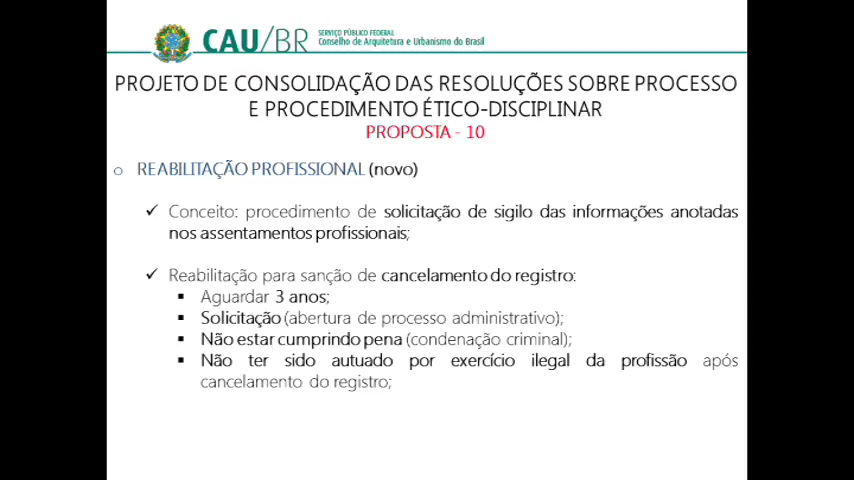 CAU/BR
SERVIÇO PÚBLICO FEDERAL
Conselho de Arquitetura e Urbanismo do Brasil
PROJETO DE CONSOLIDAÇÃO DAS RESOLUÇÕES SOBRE PROCESSO
E PROCEDIMENTO ÉTICO-DISCIPLINAR
PROPOSTA - 10
o REABILITAÇÃO PROFISSIONAL (novo)
✓ Conceito: procedimento de solicitação de sigilo das informações anotadas
nos assentamentos profissionais;
✓ Reabilitação para sanção de cancelamento do registro:
▪ Aguardar 3 anos;
▪ Solicitação (abertura de processo administrativo);
▪ Não estar cumprindo pena (condenação criminal);
▪ Não ter sido autuado por exercício ilegal da profissão após
cancelamento do registro;